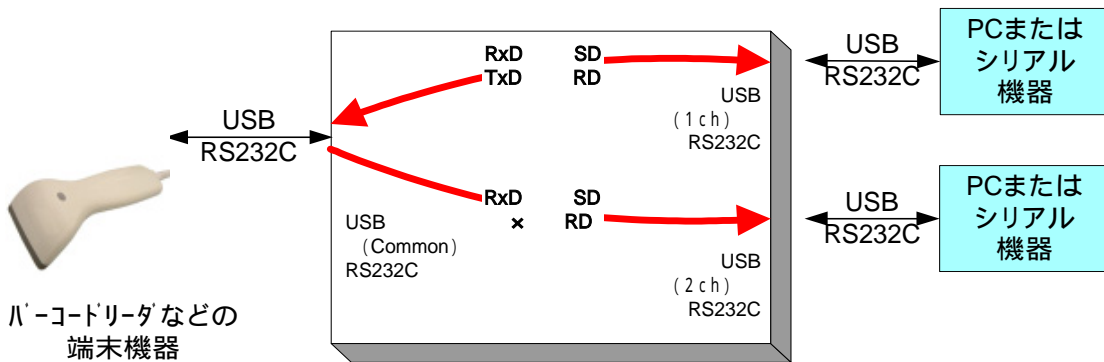 USB
RS232C
バーコードリーダなどの
端末機器
RxD SD
TxD RD
USB
(1ch)
RS232C
RxD SD
× RD
USB
(Common)
RS232C
USB
(2ch)
RS232C
USB
RS232C
PCまたは
シリアル
機器
USB
RS232C
PCまたは
シリアル
機器